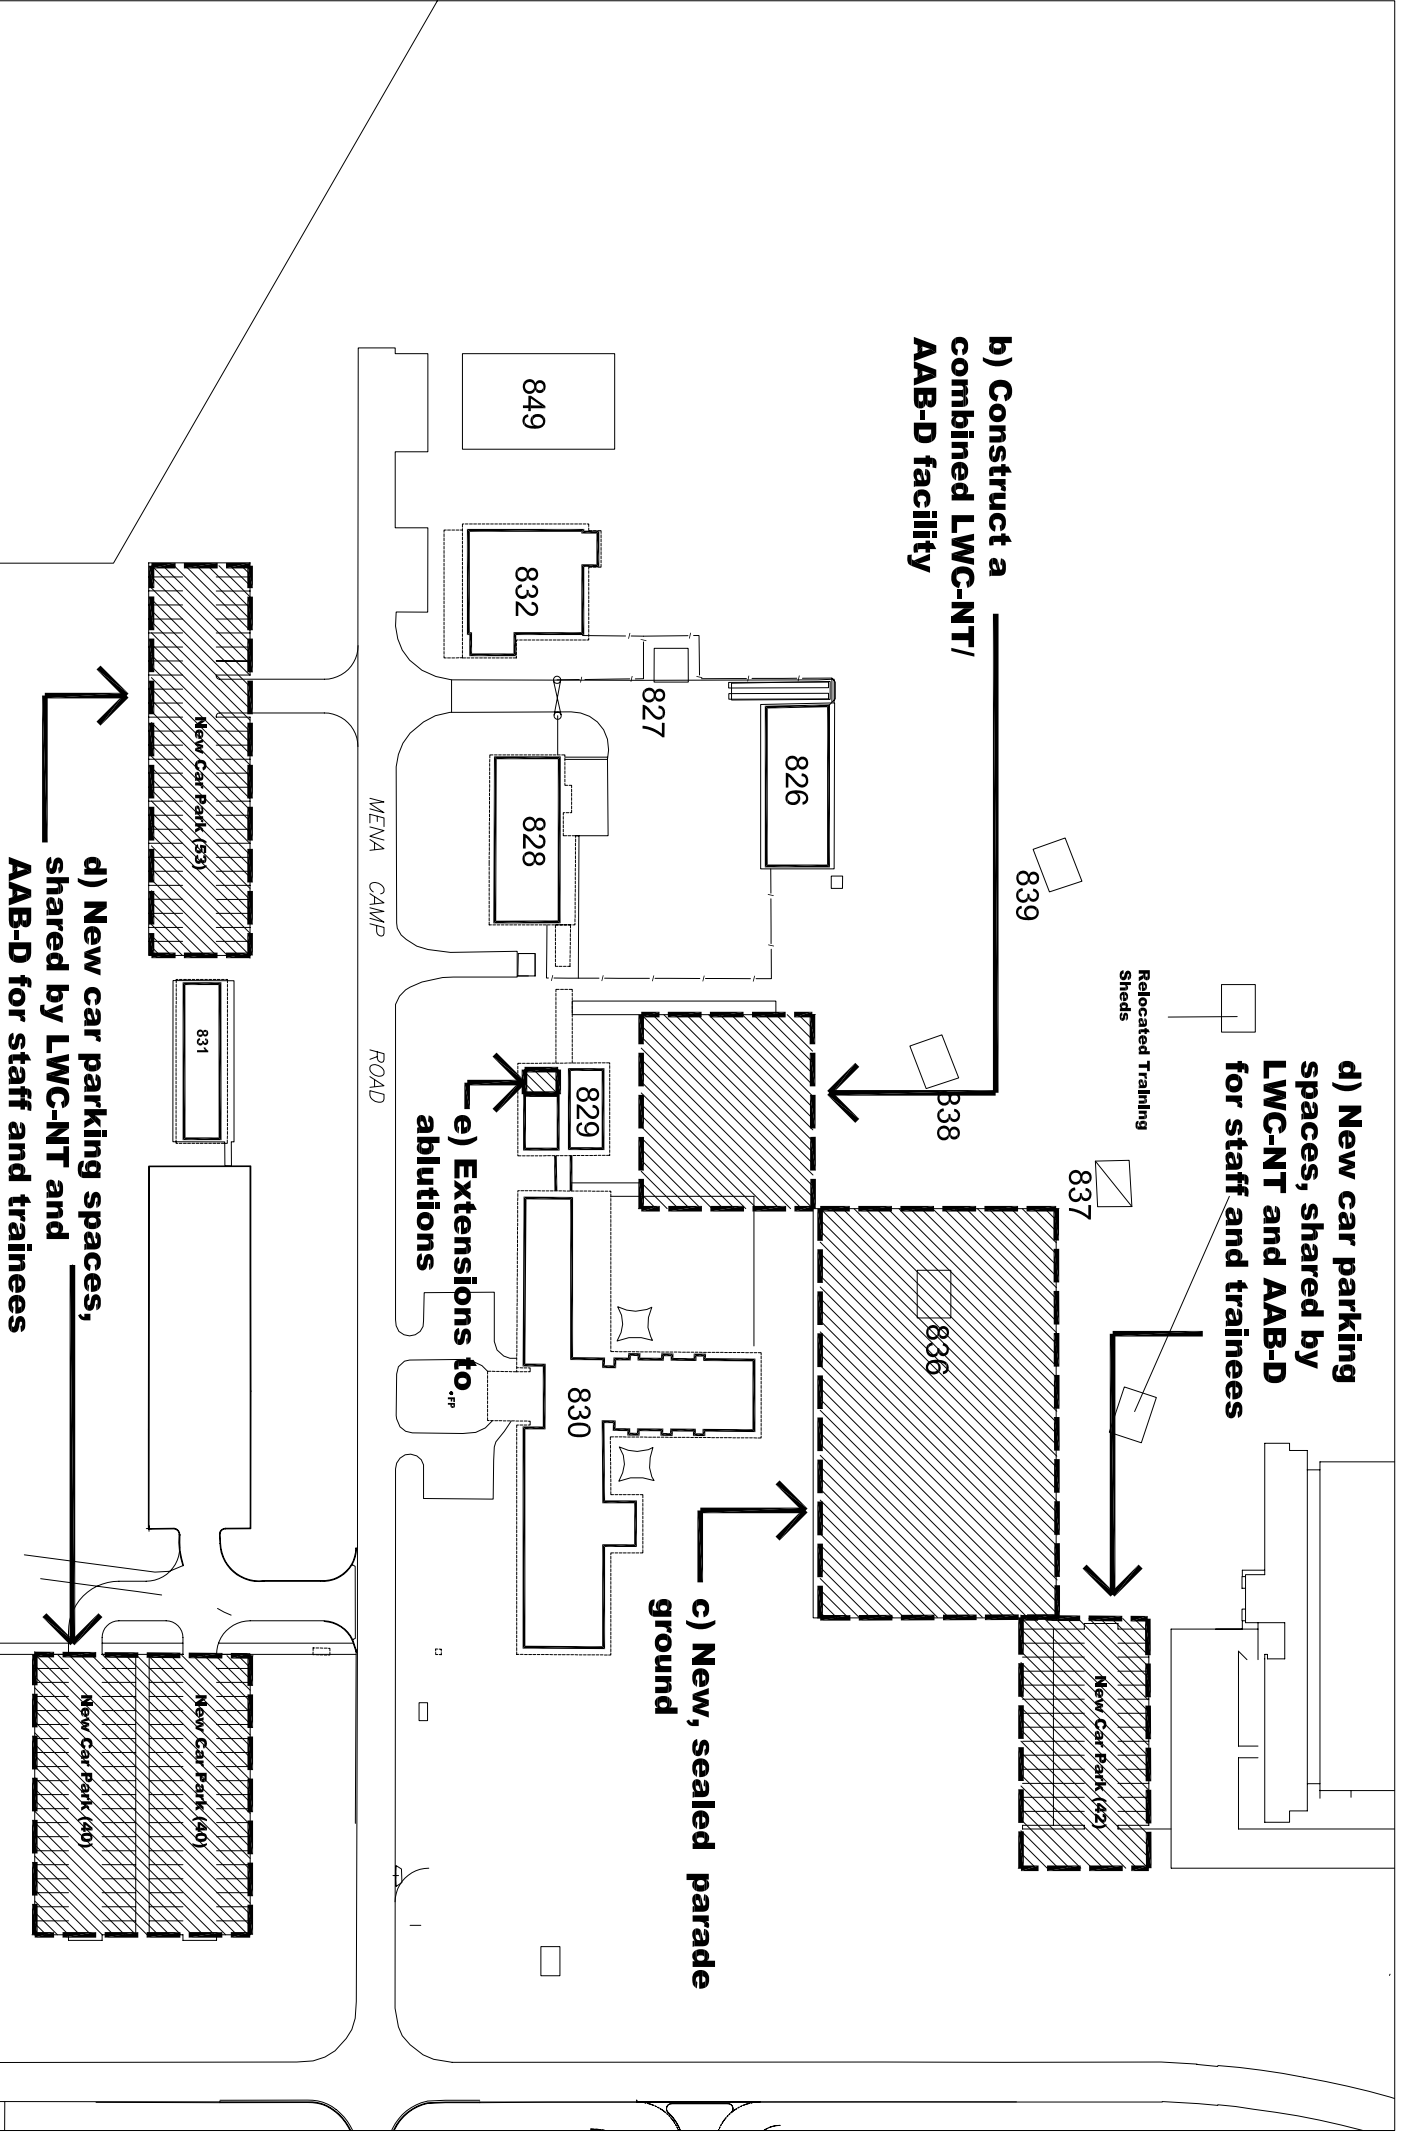 d) New car parking
spaces, shared by
LWC-NT and AAB-D
for staff and trainees
Relocated Training
Sheds
b) Construct a
combined LWC-NT/
AAB-D facility
839
838
837
836
New Car Park (42)
826
827
849
832
828
829
830
c) New, sealed parade
ground
e) Extensions to
ablutions
.FP
MENA CAMP ROAD
New Car Park (53)
831
New Car Park (40)
New Car Park (40)
d) New car parking spaces,
shared by LWC-NT and
AAB-D for staff and trainees